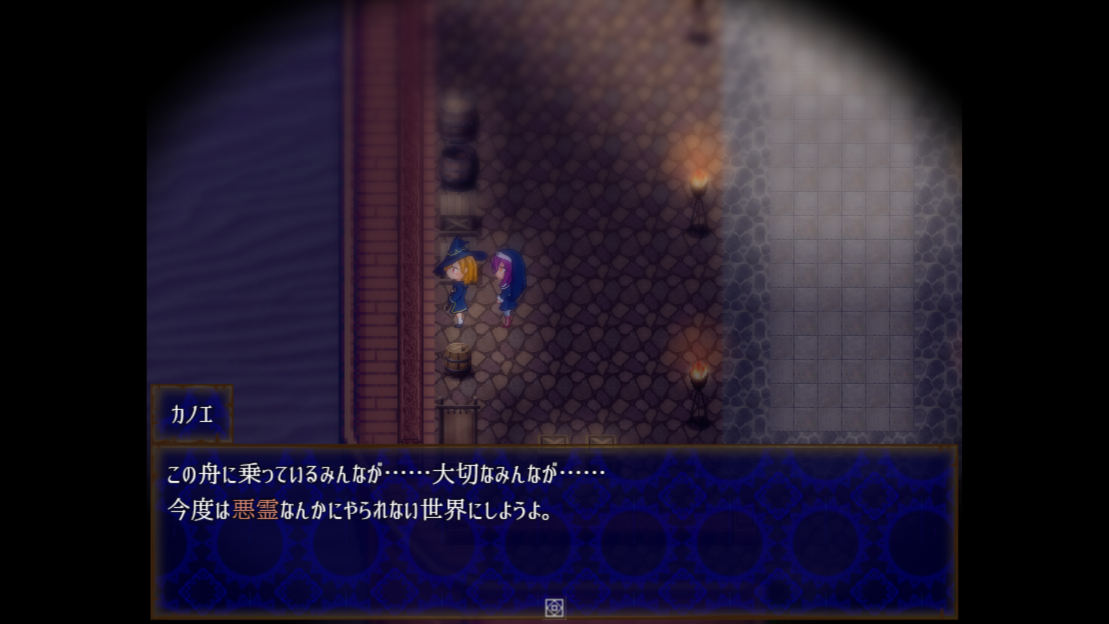 カノエ
この舟に乗っているみんなが……大切なみんなが……
今度は悪霊なんかにやられない世界にしようよ。